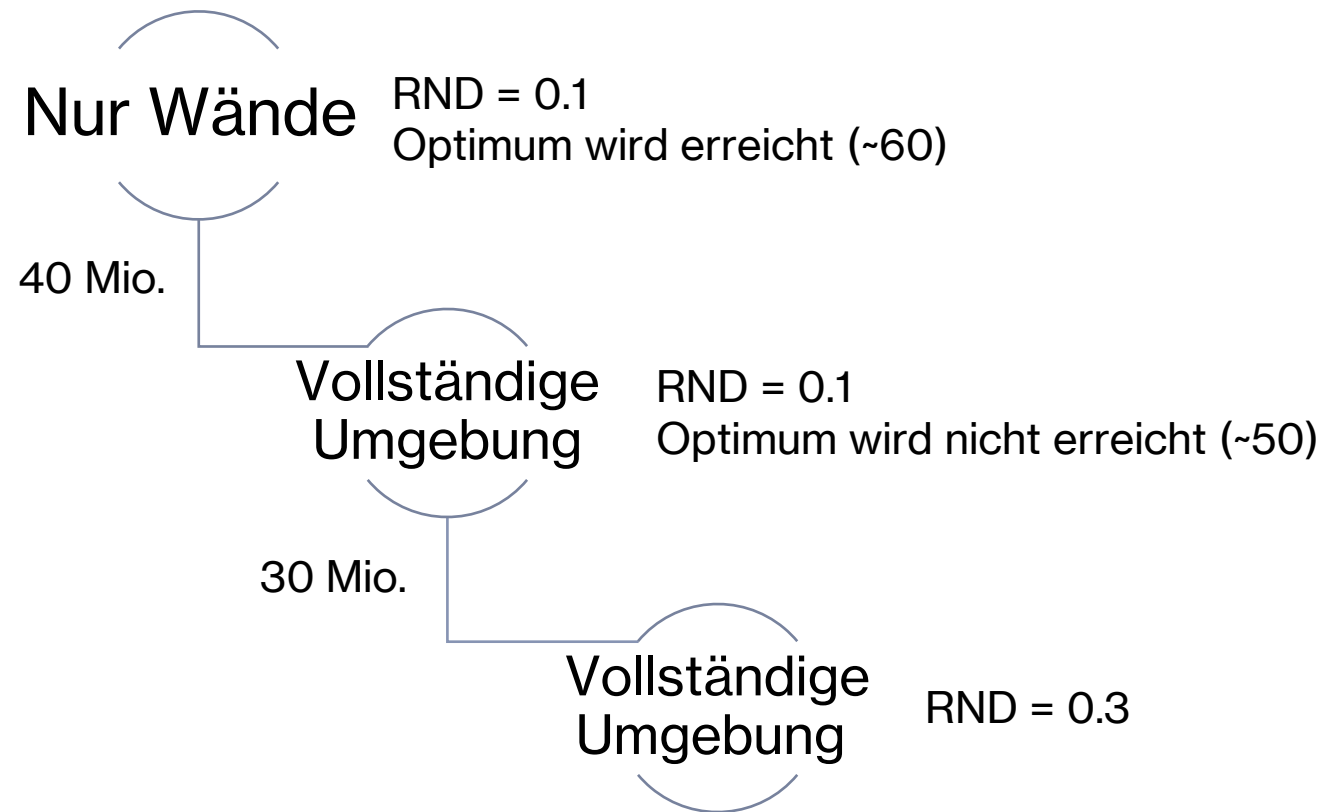 Nur Wände
RND = 0.1
Optimum wird erreicht (~60)
40 Mio.
Vollständige
Umgebung
RND = 0.1
Optimum wird nicht erreicht (~50)
30 Mio.
Vollständige
Umgebung
RND = 0.3